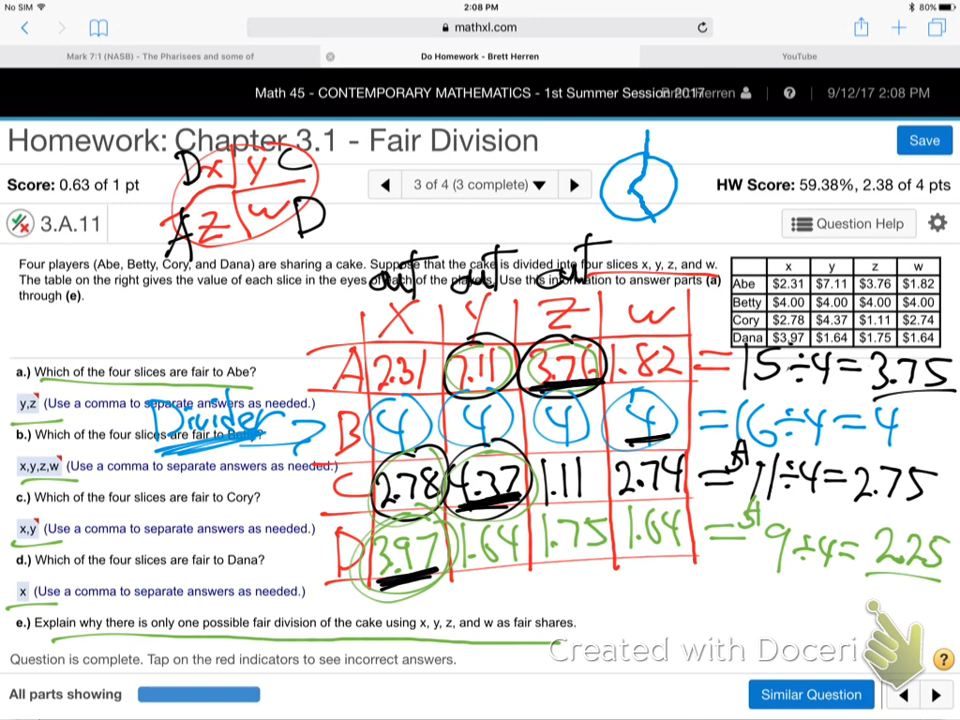 No SIM 2:08 PM 80%
mathxl.com
Mark 7:1 (NASB) - The Pharisees and some of
Do Homework - Brett Herren
YouTube
Math 45 - CONTEMPORARY MATHEMATICS - 1st Summer Session 2017 Herren 9/12/17 2:08 PM
Homework: Chapter 3.1 - Fair Division
Save
D x y C
A z w D
Score: 0.63 of 1 pt
3 of 4 (3 complete)
HW Score: 59.38%, 2.38 of 4 pts
3.A.11
Question Help
Four players (Abe, Betty, Cory, and Dana) are sharing a cake. Suppose that the cake is divided into four slices x, y, z, and w.
The table on the right gives the value of each slice in the eyes of each of the players. Use this information to answer parts (a)
through (e).
x y z w
Abe $2.31 $7.11 $3.76 $1.82
Betty $4.00 $4.00 $4.00 $4.00
Cory $2.78 $4.37 $1.11 $2.74
Dana $3.97 $1.64 $1.75 $1.64
out out out
X Y Z W
A 2.31 7.11 3.76 1.82 = 15÷4= 3.75
B 4 4 4 4 = 16÷4 = 4
C 2.78 4.37 1.11 2.74 = $11÷4= 2.75
D 3.97 1.64 1.75 1.64 = $9÷4= 2.25
Divider
a.) Which of the four slices are fair to Abe?
y,z (Use a comma to separate answers as needed.)
b.) Which of the four slices are fair to Betty?
x,y,z,w (Use a comma to separate answers as needed.)
c.) Which of the four slices are fair to Cory?
x,y (Use a comma to separate answers as needed.)
d.) Which of the four slices are fair to Dana?
x (Use a comma to separate answers as needed.)
e.) Explain why there is only one possible fair division of the cake using x, y, z, and w as fair shares.
Created with Doceri
Question is complete. Tap on the red indicators to see incorrect answers.
?
All parts showing
Similar Question